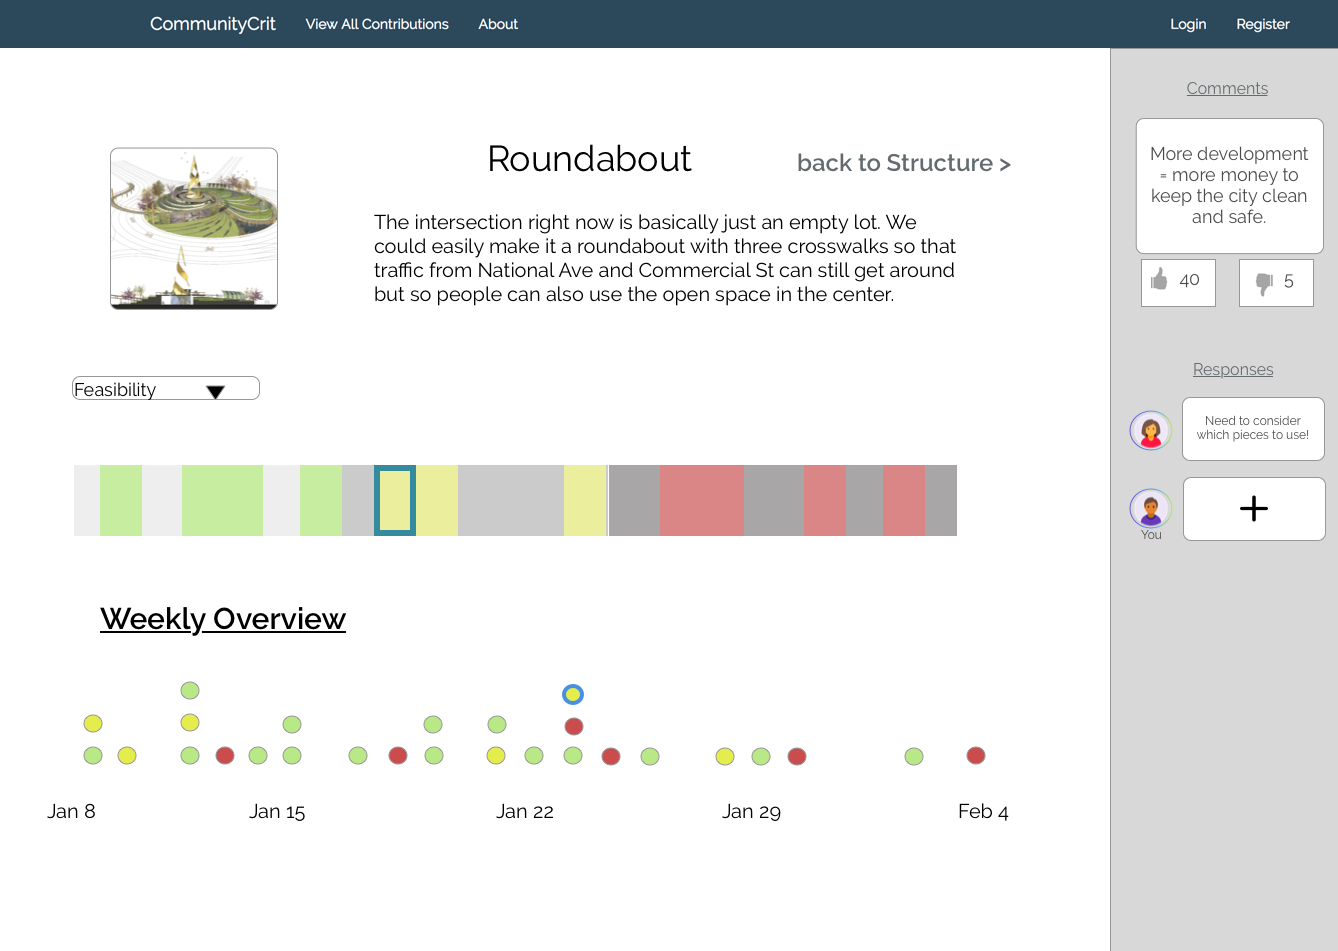 CommunityCrit View All Contributions About Login Register
Roundabout
back to Structure >
The intersection right now is basically just an empty lot. We
could easily make it a roundabout with three crosswalks so that
traffic from National Ave and Commercial St can still get around
but so people can also use the open space in the center.
Feasibility
Weekly Overview
Jan 8 Jan 15 Jan 22 Jan 29 Feb 4
Comments
More development
= more money to
keep the city clean
and safe.
40 5
Responses
Need to consider
which pieces to use!
You